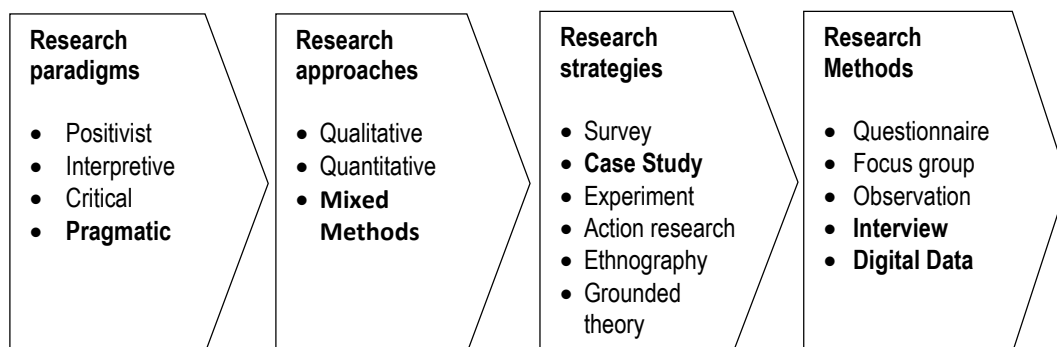 Research
paradigms
• Positivist
• Interpretive
• Critical
• Pragmatic
Research
approaches
• Qualitative
• Quantitative
• Mixed
Methods
Research
strategies
• Survey
• Case Study
• Experiment
• Action research
• Ethnography
• Grounded
theory
Research
Methods
• Questionnaire
• Focus group
• Observation
• Interview
• Digital Data